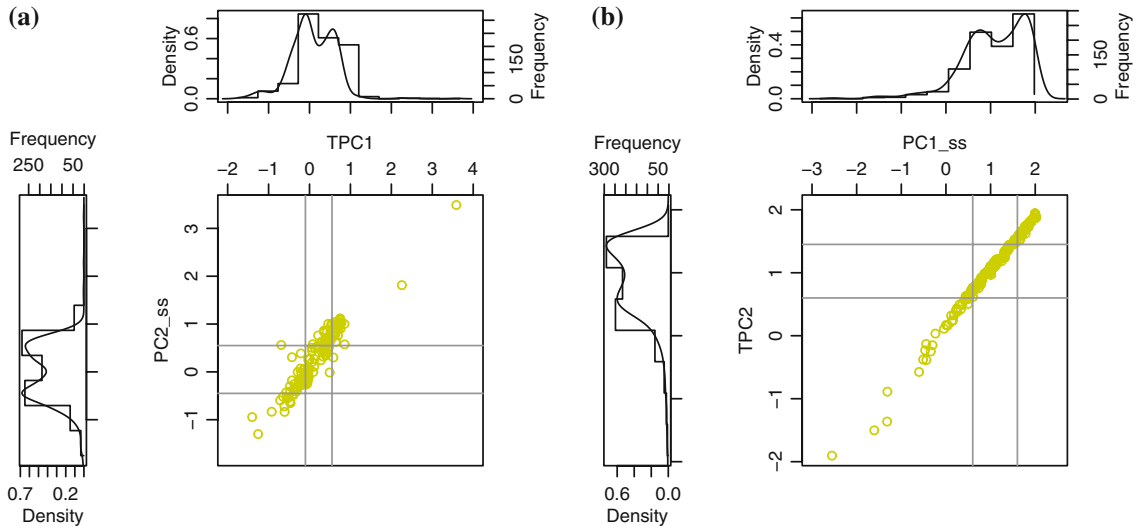 (a)
Density
0.0 0.6
Frequency
0 150
Frequency
250 50
TPC1
−2 −1 0 1 2 3 4
PC2_ss
−1 0 1 2 3
0.7 0.2
Density
(b)
Density
0.0 0.4
Frequency
0 150
Frequency
300 50
PC1_ss
−3 −2 −1 0 1 2
TPC2
−2 −1 0 1 2
0.6 0.0
Density